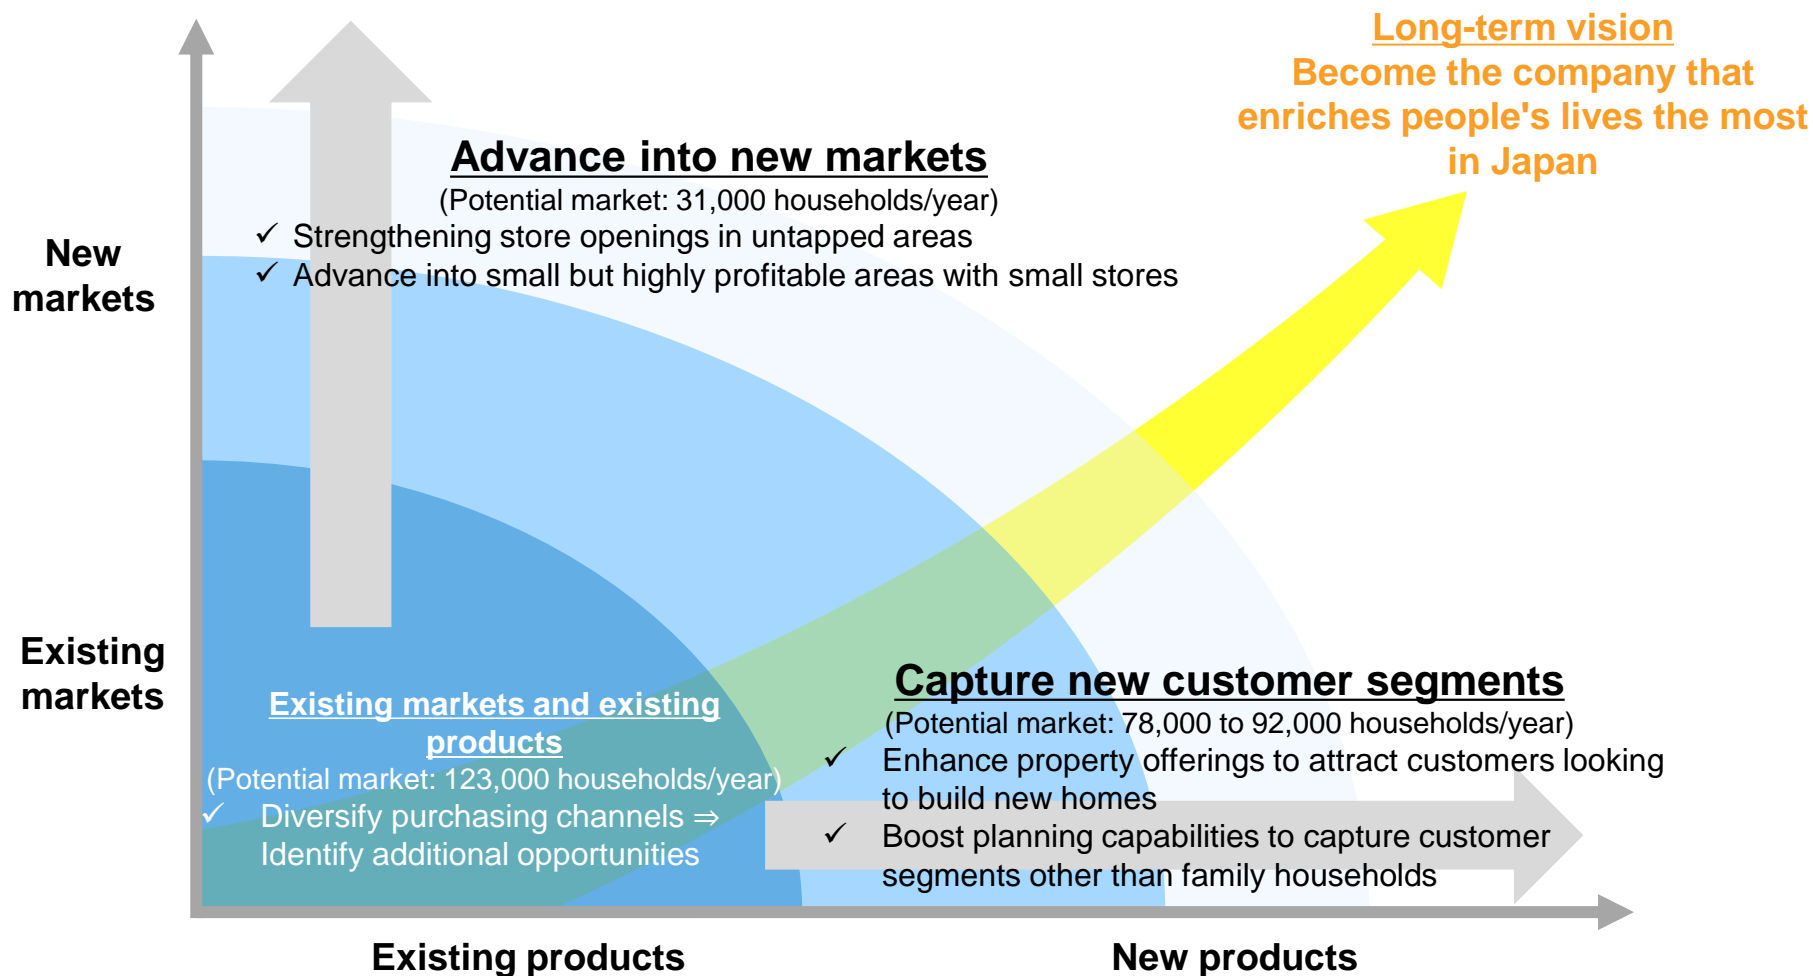 Long-term vision
Become the company that
enriches people's lives the most
in Japan
Advance into new markets
(Potential market: 31,000 households/year)
✓ Strengthening store openings in untapped areas
✓ Advance into small but highly profitable areas with small stores
New
markets
Existing
markets
Existing markets and existing
products
(Potential market: 123,000 households/year)
✓ Diversify purchasing channels ⇒
Identify additional opportunities
Capture new customer segments
(Potential market: 78,000 to 92,000 households/year)
✓ Enhance property offerings to attract customers looking
to build new homes
✓ Boost planning capabilities to capture customer
segments other than family households
Existing products
New products